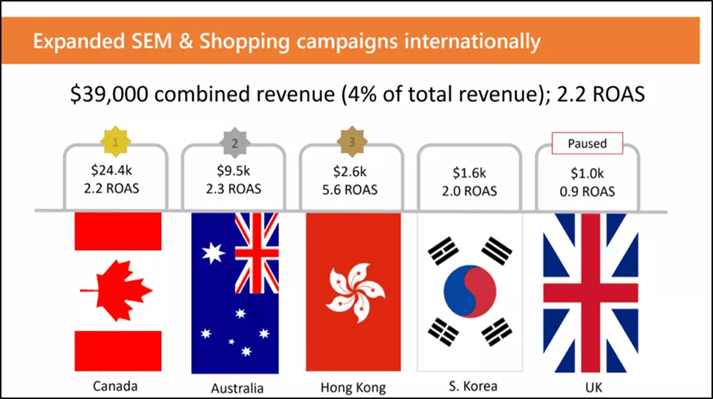 Expanded SEM & Shopping campaigns internationally
$39,000 combined revenue (4% of total revenue); 2.2 ROAS
1
2
3
Paused
$24.4k
2.2 ROAS
$9.5k
2.3 ROAS
$2.6k
5.6 ROAS
$1.6k
2.0 ROAS
$1.0k
0.9 ROAS
Canada
Australia
Hong Kong
S. Korea
UK